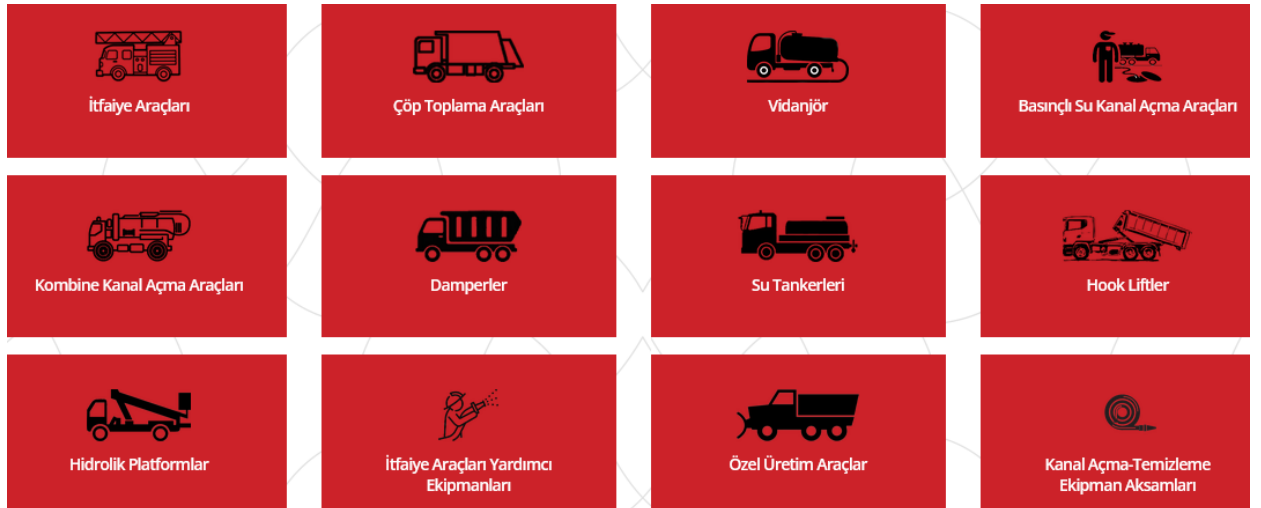 İtfaiye Araçları
Çöp Toplama Araçları
Vidanjör
Basınçlı Su Kanal Açma Araçları
Kombine Kanal Açma Araçları
Damperler
Su Tankerleri
Hook Liftler
Hidrolik Platformlar
İtfaiye Araçları Yardımcı
Ekipmanları
Özel Üretim Araçlar
Kanal Açma-Temizleme
Ekipman Aksamları